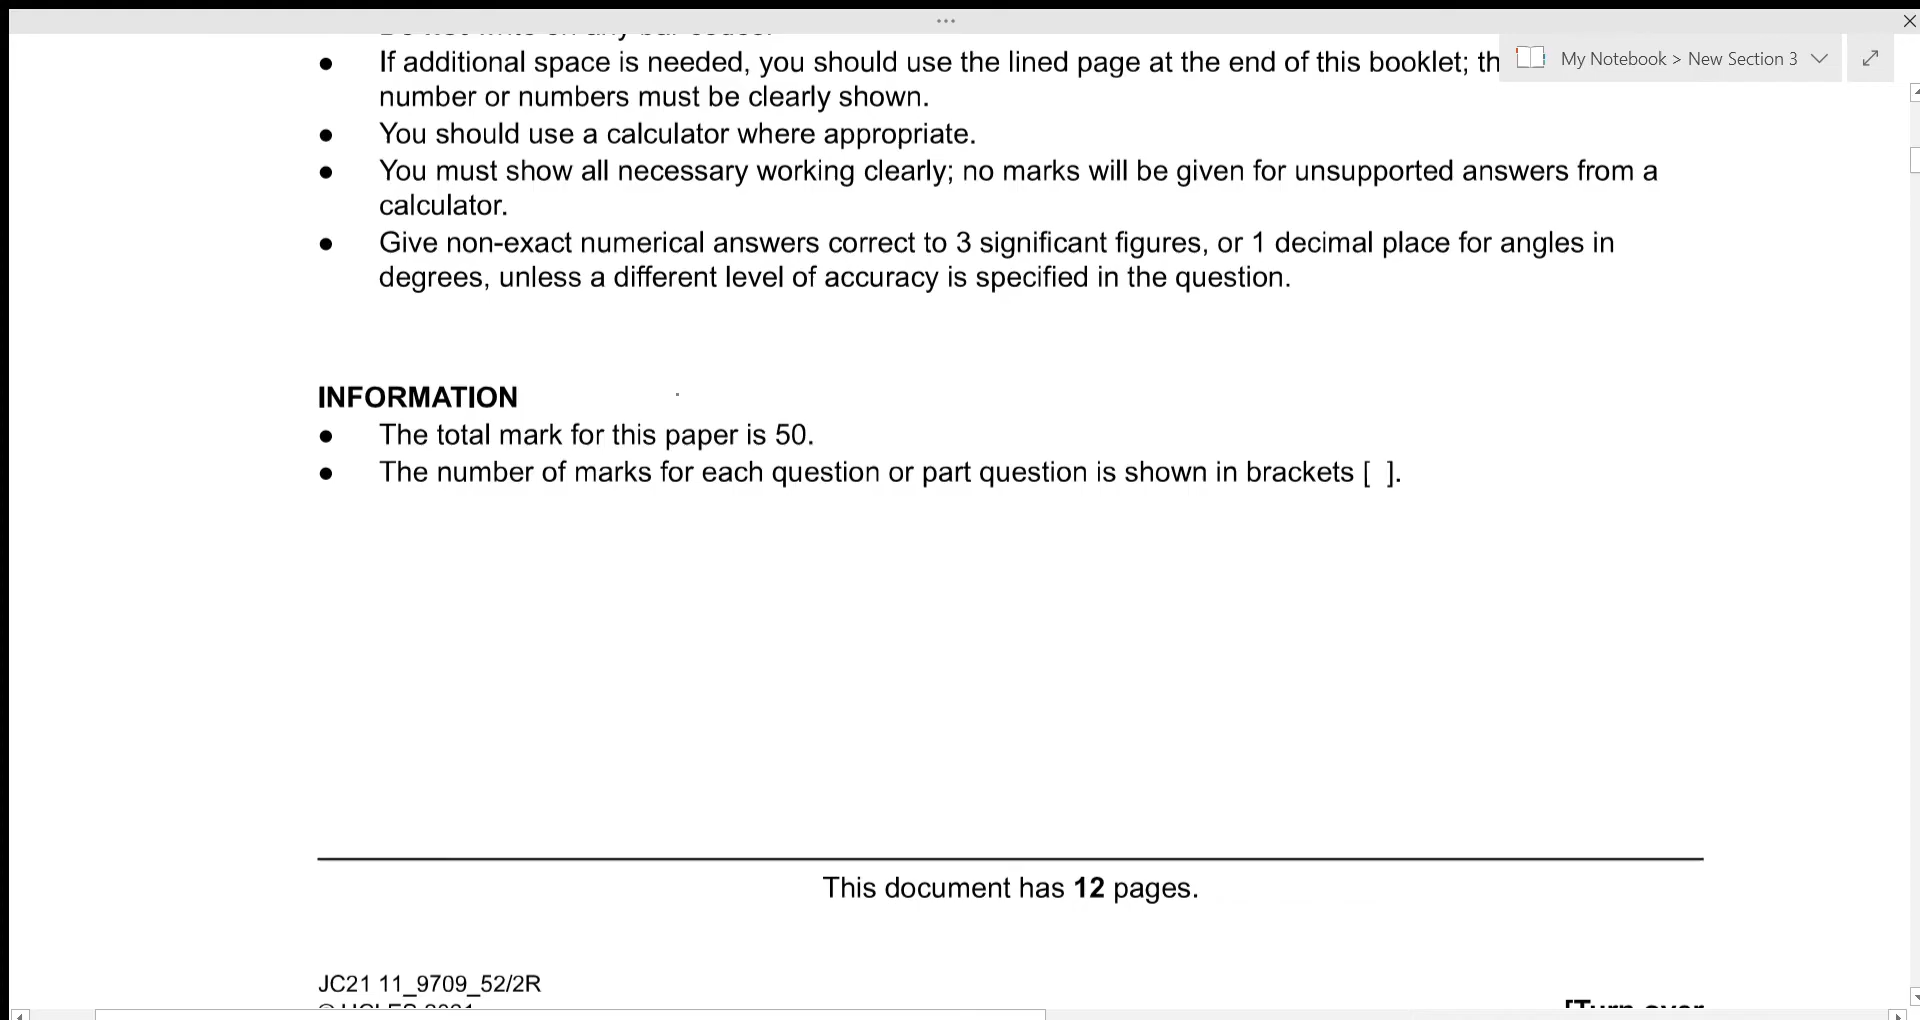 My Notebook > New Section 3
● If additional space is needed, you should use the lined page at the end of this booklet; th
number or numbers must be clearly shown.
● You should use a calculator where appropriate.
● You must show all necessary working clearly; no marks will be given for unsupported answers from a
calculator.
● Give non-exact numerical answers correct to 3 significant figures, or 1 decimal place for angles in
degrees, unless a different level of accuracy is specified in the question.
INFORMATION
● The total mark for this paper is 50.
● The number of marks for each question or part question is shown in brackets [ ].
This document has 12 pages.
JC21 11_9709_52/2R
[Turn over